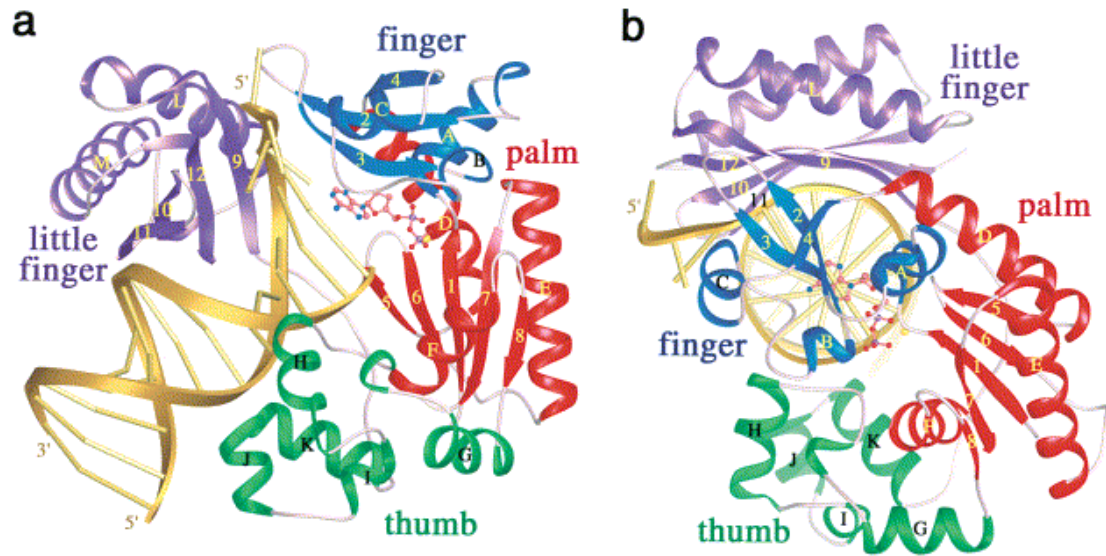 a
finger
5'
4
2
C
A
3
B
palm
L
M
9
12
10
11
little
finger
D
5
6
1
7
E
8
F
H
J
K
I
G
3'
5'
thumb
b
little
finger
L
12
9
10
11
5'
2
3
4
palm
D
C
A
finger
B
5
6
E
1
7
8
F
H
K
J
I
G
thumb